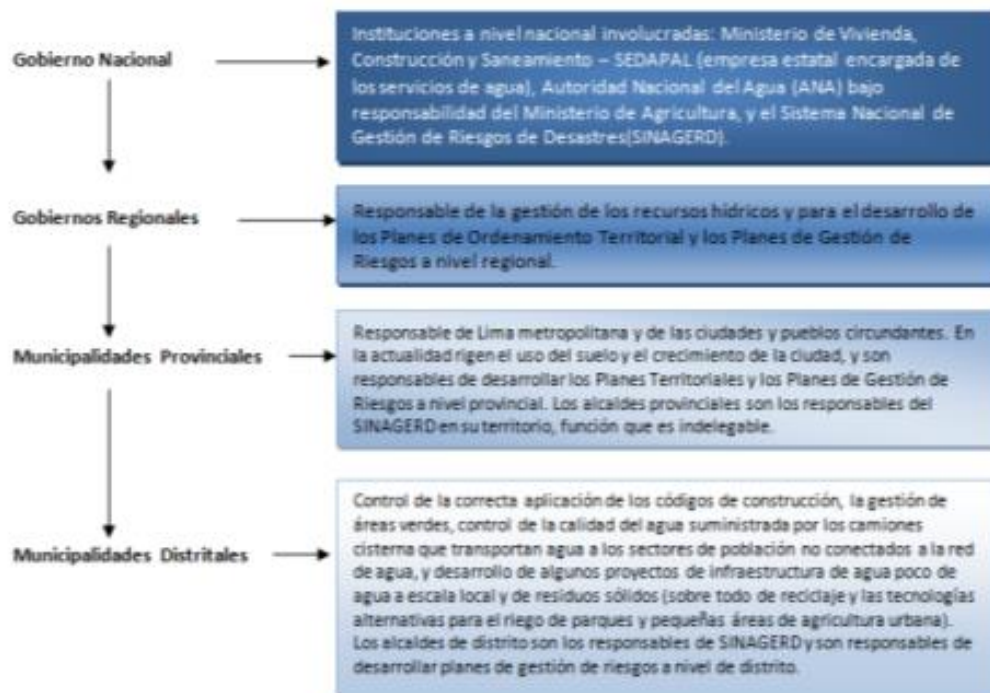 Gobierno Nacional
Instituciones a nivel nacional involucradas: Ministerio de Vivienda,
Construcción y Saneamiento – SEDAPAL (empresa estatal encargada de
los servicios de agua), Autoridad Nacional del Agua (ANA) bajo
responsabilidad del Ministerio de Agricultura, y el Sistema Nacional de
Gestión de Riesgos de Desastres(SINAGERD).
Gobiernos Regionales
Responsable de la gestión de los recursos hídricos y para el desarrollo de
los Planes de Ordenamiento Territorial y los Planes de Gestión de
Riesgos a nivel regional.
Municipalidades Provinciales
Responsable de Lima metropolitana y de las ciudades y pueblos circundantes. En
la actualidad rigen el uso del suelo y el crecimiento de la ciudad, y son
responsables de desarrollar los Planes Territoriales y los Planes de Gestión de
Riesgos a nivel provincial. Los alcaldes provinciales son los responsables del
SINAGERD en su territorio, función que es indelegable.
Municipalidades Distritales
Control de la correcta aplicación de los códigos de construcción, la gestión de
áreas verdes, control de la calidad del agua suministrada por los camiones
cisterna que transportan agua a los sectores de población no conectados a la red
de agua, y desarrollo de algunos proyectos de infraestructura de agua poco de
agua a escala local y de residuos sólidos (sobre todo de reciclaje y las tecnologías
alternativas para el riego de parques y pequeñas áreas de agricultura urbana).
Los alcaldes de distrito son los responsables de SINAGERD y son responsables de
desarrollar planes de gestión de riesgos a nivel de distrito.